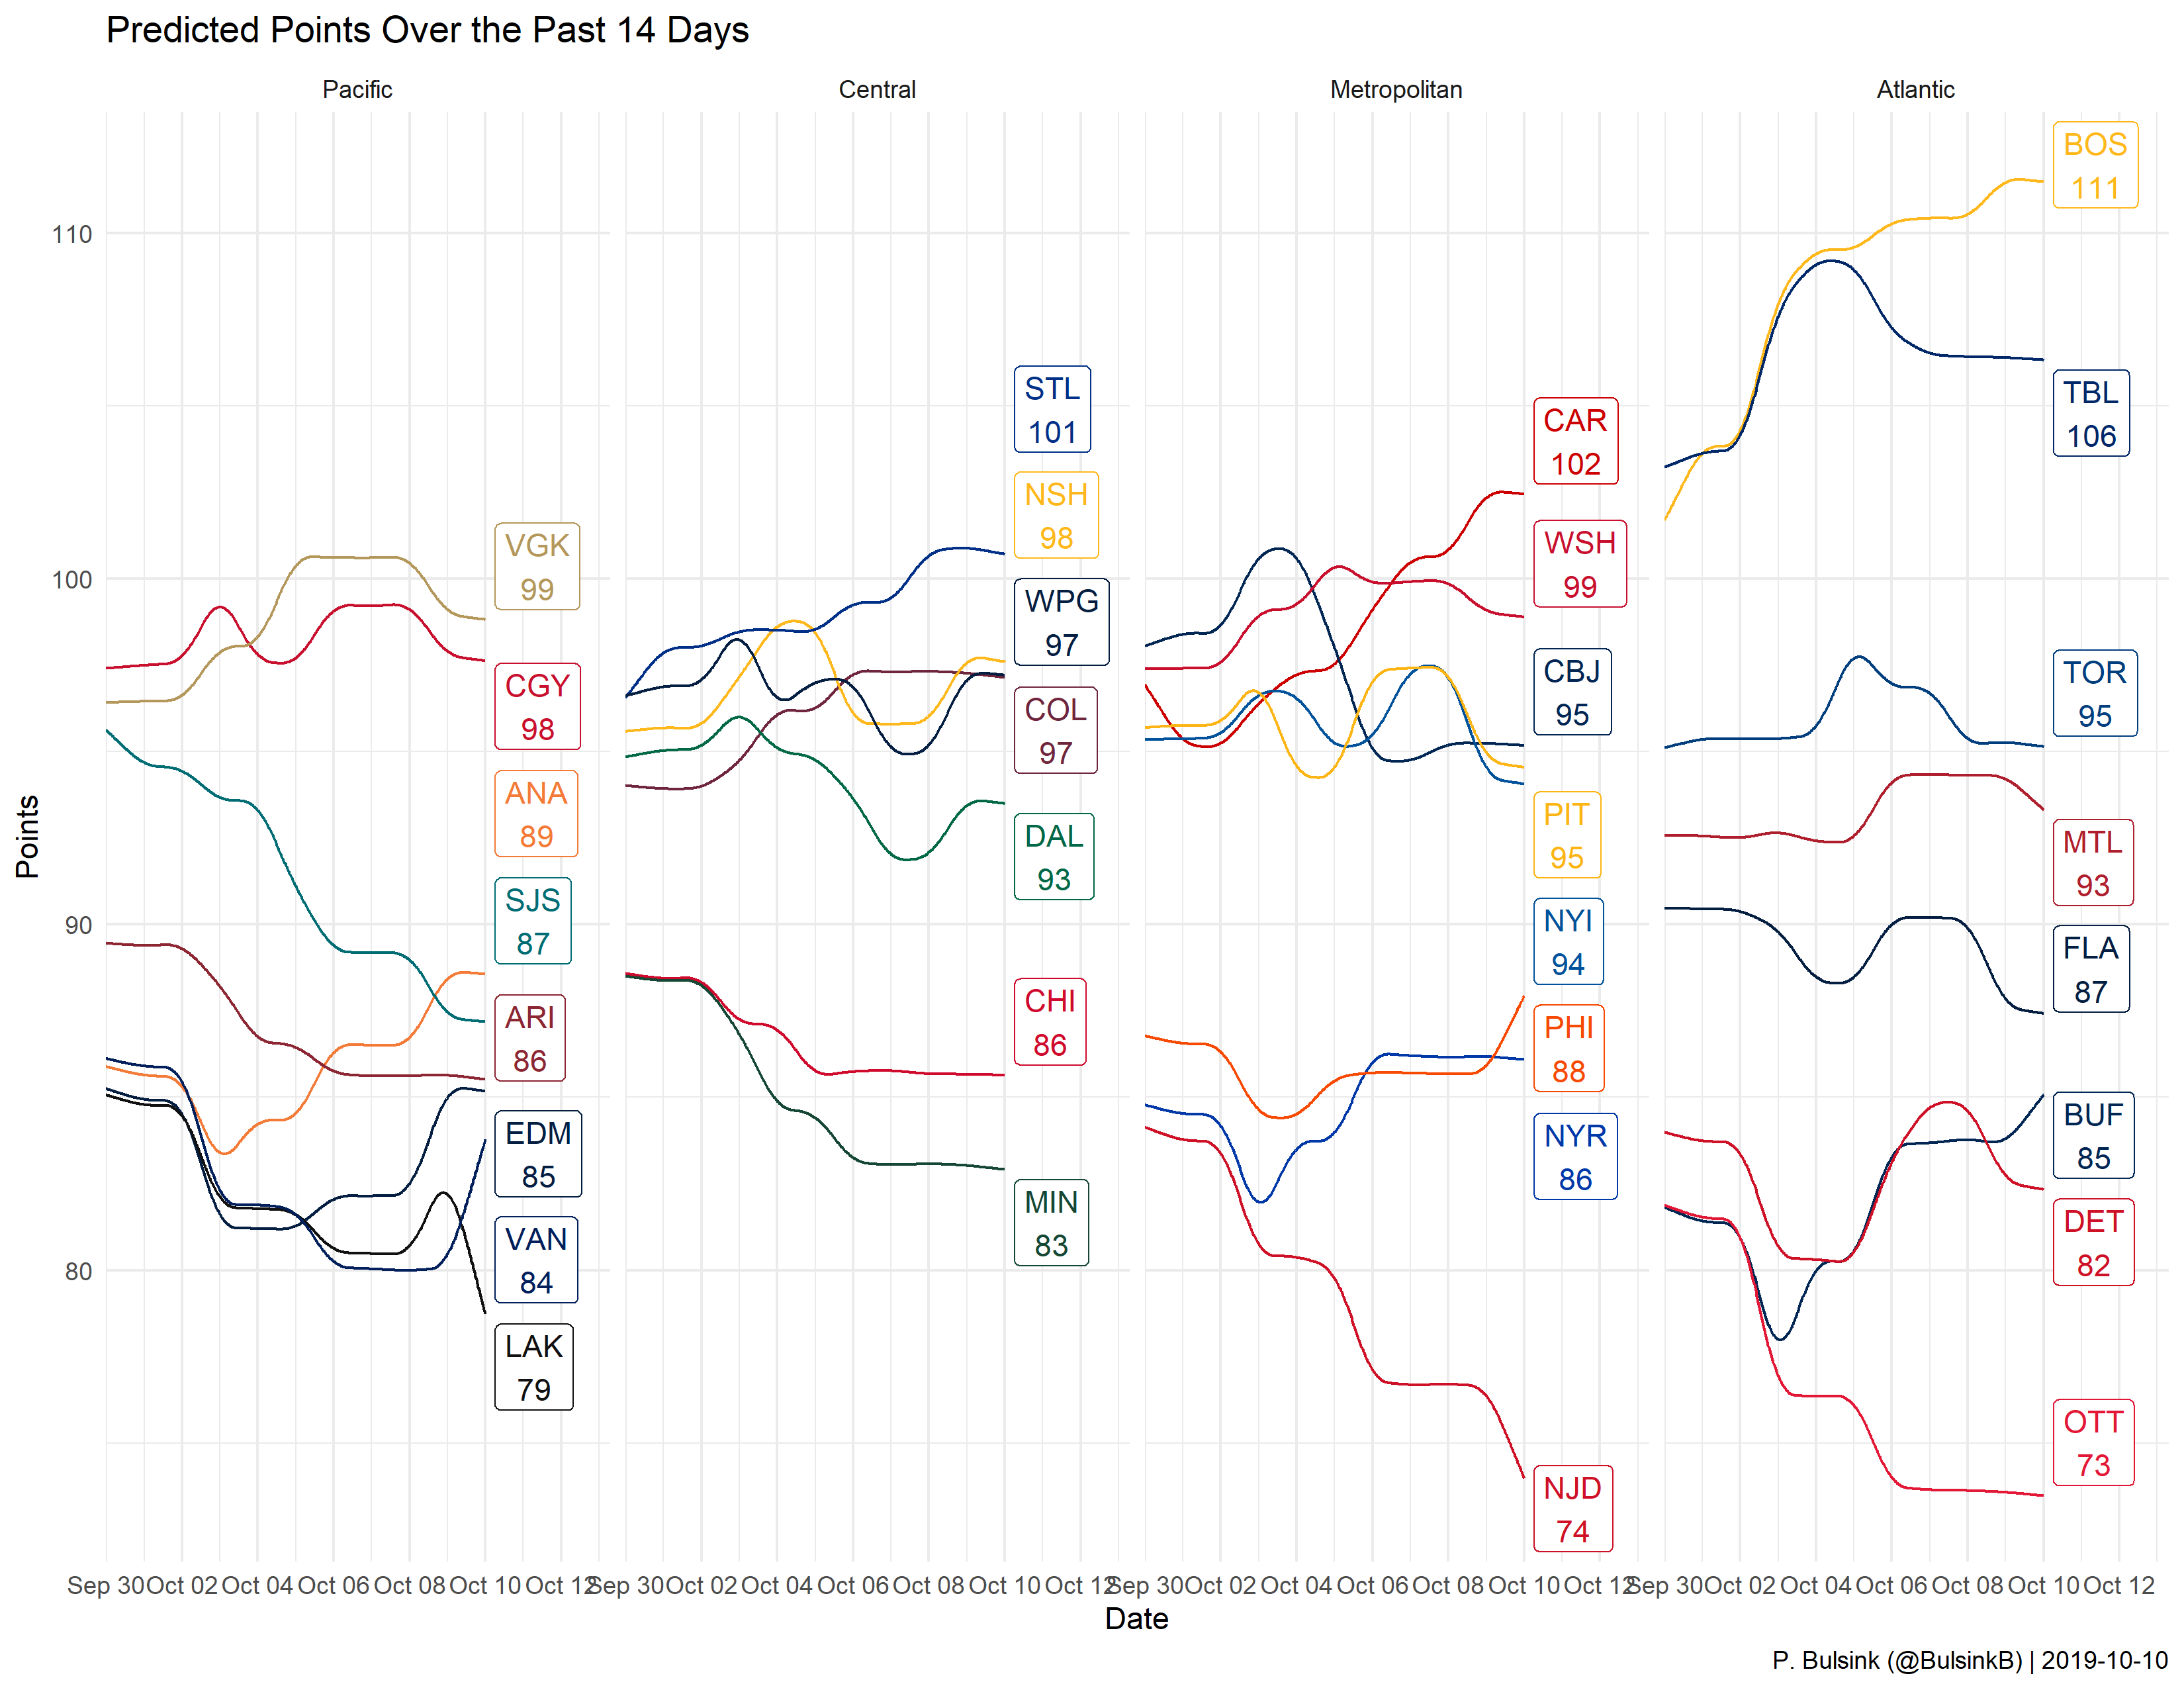 Predicted Points Over the Past 14 Days
Pacific
Central
Metropolitan
Atlantic
Points
110
100
90
80
VGK
99
CGY
98
ANA
89
SJS
87
ARI
86
EDM
85
VAN
84
LAK
79
STL
101
NSH
98
WPG
97
COL
97
DAL
93
CHI
86
MIN
83
CAR
102
WSH
99
CBJ
95
PIT
95
NYI
94
PHI
88
NYR
86
NJD
74
BOS
111
TBL
106
TOR
95
MTL
93
FLA
87
BUF
85
DET
82
OTT
73
Sep 30 Oct 02 Oct 04 Oct 06 Oct 08 Oct 10 Oct 12
Sep 30 Oct 02 Oct 04 Oct 06 Oct 08 Oct 10 Oct 12
Sep 30 Oct 02 Oct 04 Oct 06 Oct 08 Oct 10 Oct 12
Sep 30 Oct 02 Oct 04 Oct 06 Oct 08 Oct 10 Oct 12
Date
P. Bulsink (@BulsinkB) | 2019-10-10